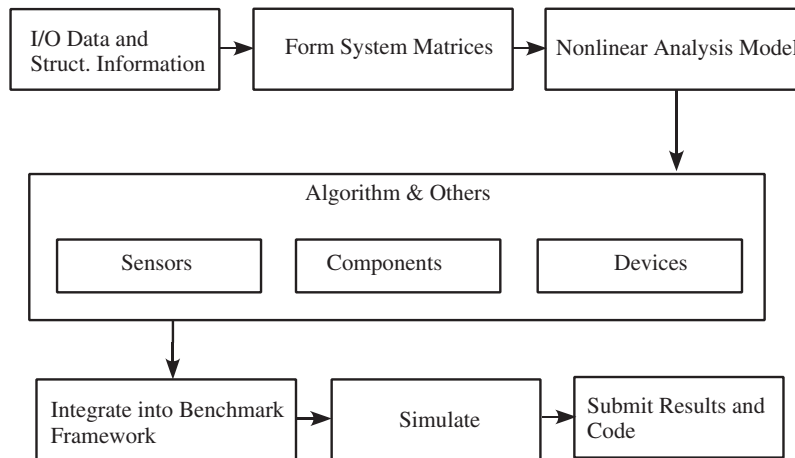 I/O Data and
Struct. Information
Form System Matrices
Nonlinear Analysis Model
Algorithm & Others
Sensors
Components
Devices
Integrate into Benchmark
Framework
Simulate
Submit Results and
Code